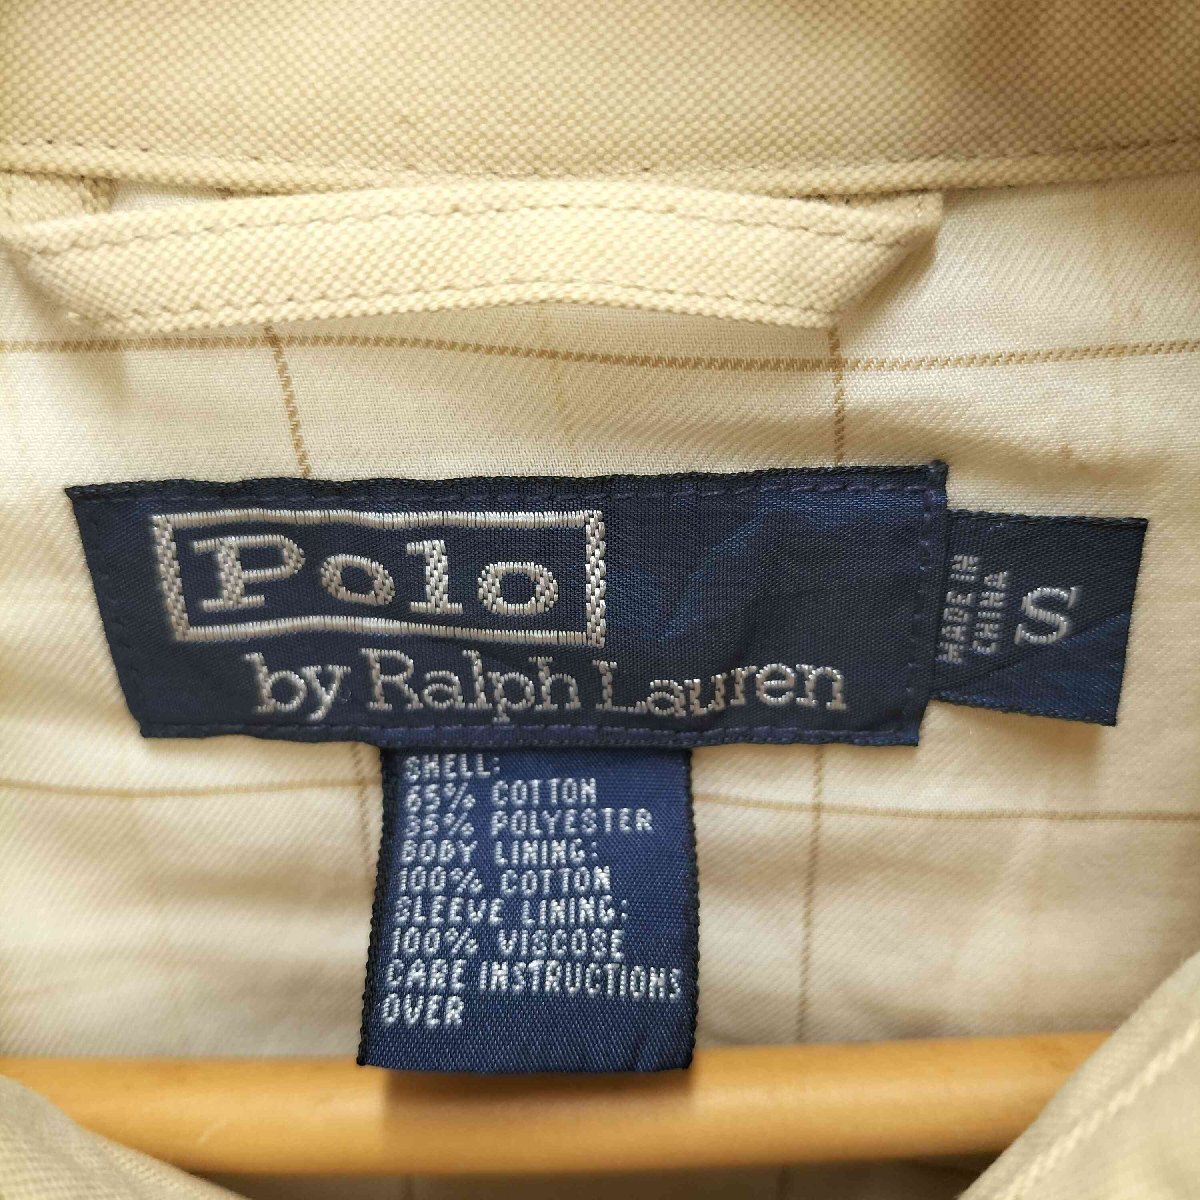 Polo
by Ralph Lauren
MADE IN
CHINA
S
SHELL:
65% COTTON
35% POLYESTER
BODY LINING:
100% COTTON
SLEEVE LINING:
100% VISCOSE
CARE INSTRUCTIONS
OVER